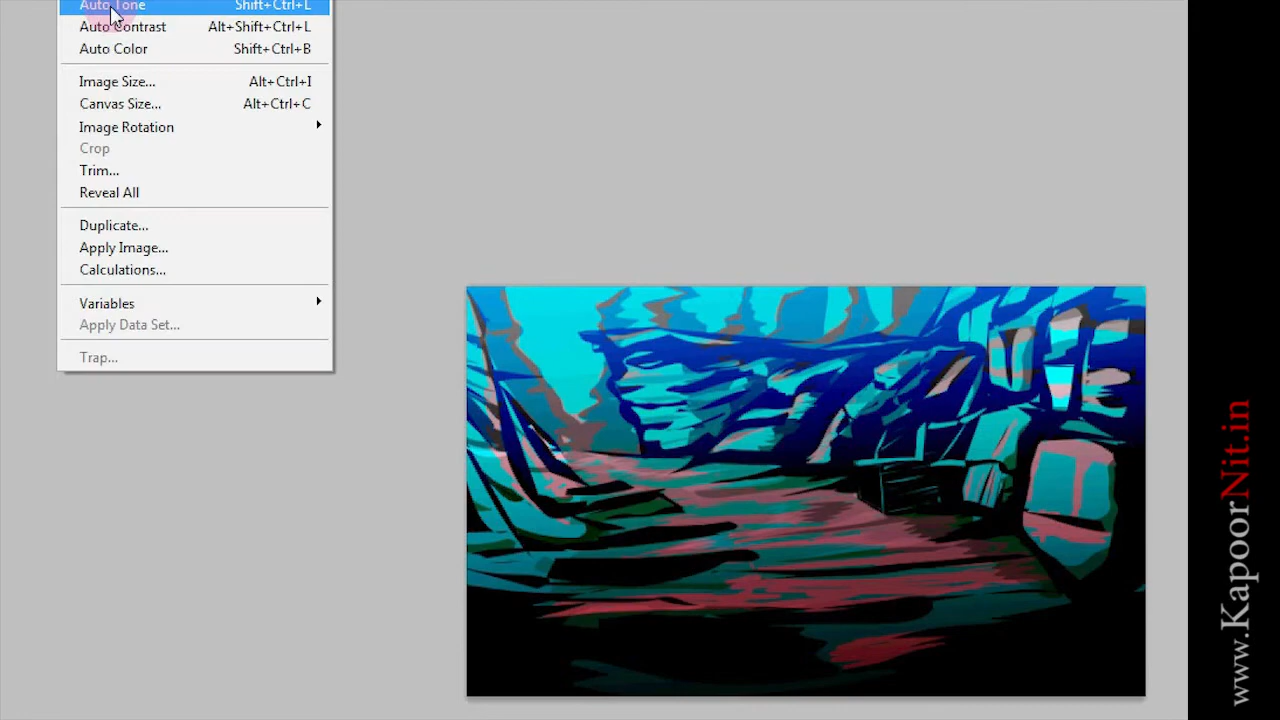 Auto Tone Shift+Ctrl+L
Auto Contrast Alt+Shift+Ctrl+L
Auto Color Shift+Ctrl+B
Image Size... Alt+Ctrl+I
Canvas Size... Alt+Ctrl+C
Image Rotation
Crop
Trim...
Reveal All
Duplicate...
Apply Image...
Calculations...
Variables
Apply Data Set...
Trap...
www.KapoorNit.in